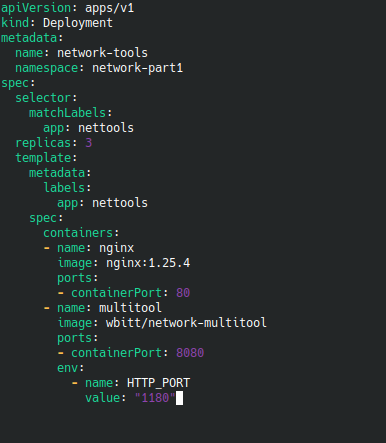 apiVersion: apps/v1
kind: Deployment
metadata:
  name: network-tools
  namespace: network-part1
spec:
  selector:
    matchLabels:
      app: nettools
  replicas: 3
  template:
    metadata:
      labels:
        app: nettools
    spec:
      containers:
      - name: nginx
        image: nginx:1.25.4
        ports:
        - containerPort: 80
      - name: multitool
        image: wbitt/network-multitool
        ports:
        - containerPort: 8080
        env:
          - name: HTTP_PORT
            value: "1180"